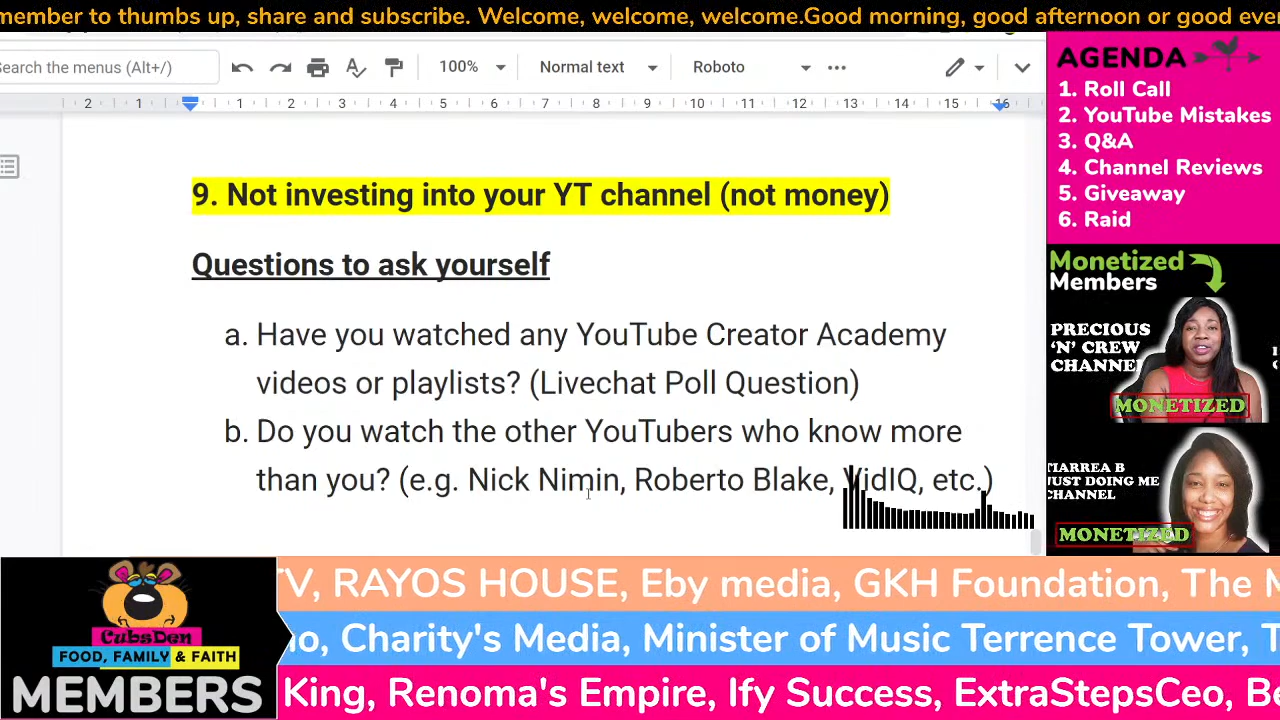 member to thumbs up, share and subscribe. Welcome, welcome, welcome.Good morning, good afternoon or good
Search the menus (Alt+/)
100%
Normal text
Roboto
2 1 1 2 3 4 5 6 7 8 9 10 11 12 13 14 15 16
9. Not investing into your YT channel (not money)
Questions to ask yourself
a. Have you watched any YouTube Creator Academy
videos or playlists? (Livechat Poll Question)
b. Do you watch the other YouTubers who know more
than you? (e.g. Nick Nimin, Roberto Blake, VidIQ, etc.)
AGENDA
1. Roll Call
2. YouTube Mistakes
3. Q&A
4. Channel Reviews
5. Giveaway
6. Raid
Monetized
Members
PRECIOUS
'N' CREW
CHANNEL
MONETIZED
TIARREA B
JUST DOING ME
CHANNEL
MONETIZED
CubsDen
FOOD, FAMILY & FAITH
MEMBERS
TV, RAYOS HOUSE, Eby media, GKH Foundation, The
Charity's Media, Minister of Music Terrence Tower,
King, Renoma's Empire, Ify Success, ExtraStepsCeo,